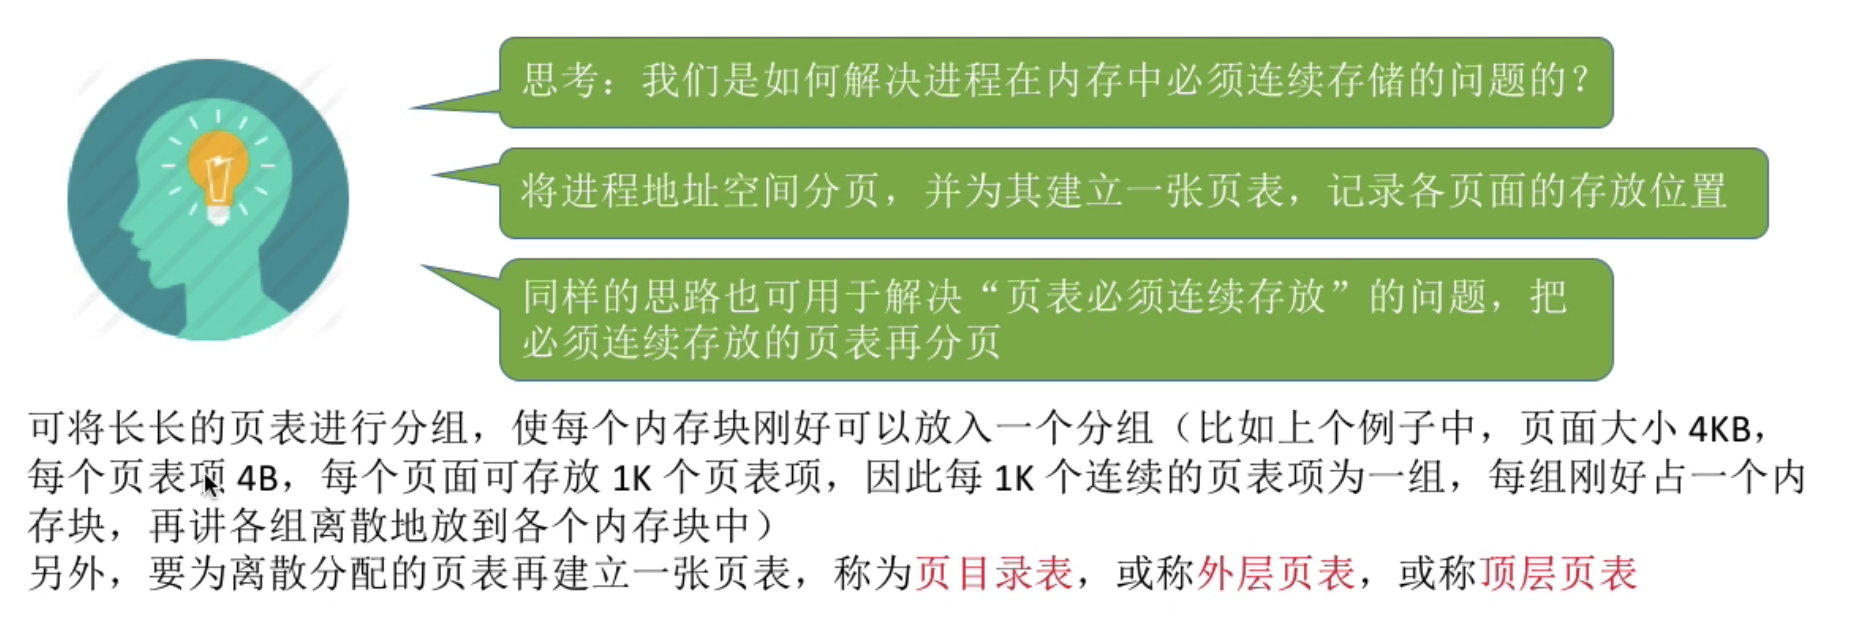 思考：我们是如何解决进程在内存中必须连续存储的问题的？
将进程地址空间分页，并为其建立一张页表，记录各页面的存放位置
同样的思路也可用于解决“页表必须连续存放”的问题，把
必须连续存放的页表再分页
可将长长的页表进行分组，使每个内存块刚好可以放入一个分组（比如上个例子中，页面大小 4KB，
每个页表项 4B，每个页面可存放 1K 个页表项，因此每 1K 个连续的页表项为一组，每组刚好占一个内
存块，再讲各组离散地放到各个内存块中）
另外，要为离散分配的页表再建立一张页表，称为页目录表，或称外层页表，或称顶层页表